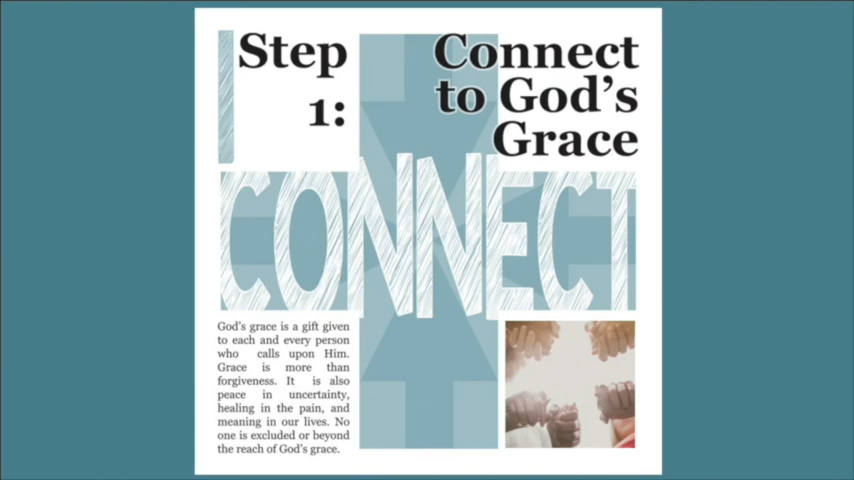 Step
1:
Connect
to God's
Grace
CONNECT
God's grace is a gift given
to each and every person
who calls upon Him.
Grace is more than
forgiveness. It is also
peace in uncertainty,
healing in the pain, and
meaning in our lives. No
one is excluded or beyond
the reach of God's grace.